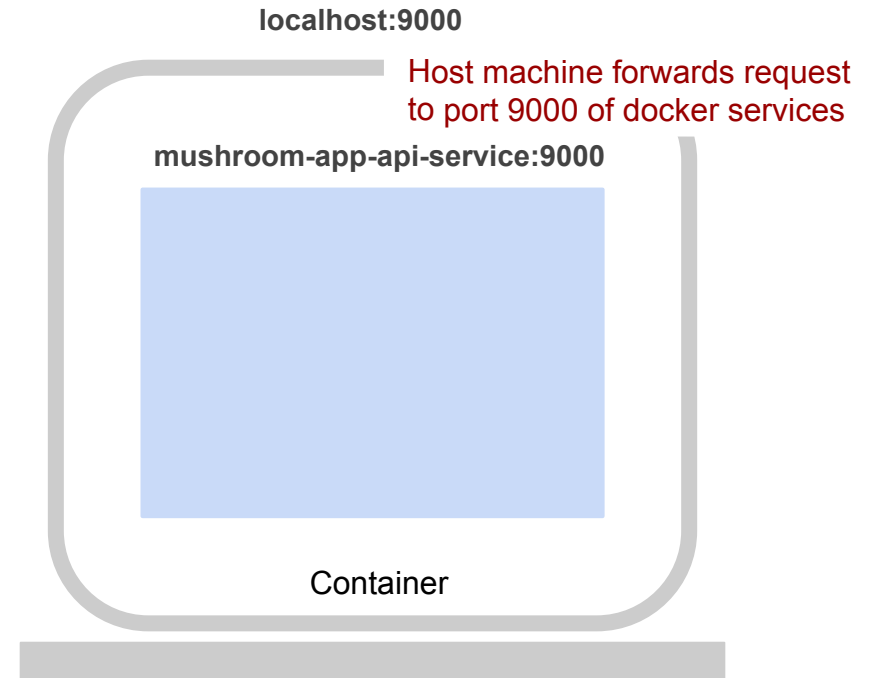 localhost:9000
Host machine forwards request
to port 9000 of docker services
mushroom-app-api-service:9000
Container